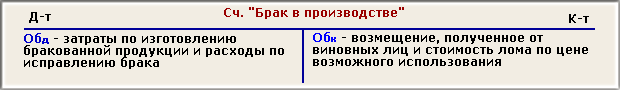 Сч. "Брак в производстве"
Д-т
К-т
Обд - затраты по изготовлению
бракованной продукции и расходы по
исправлению брака
Обк - возмещение, полученное от
виновных лиц и стоимость лома по цене
возможного использования